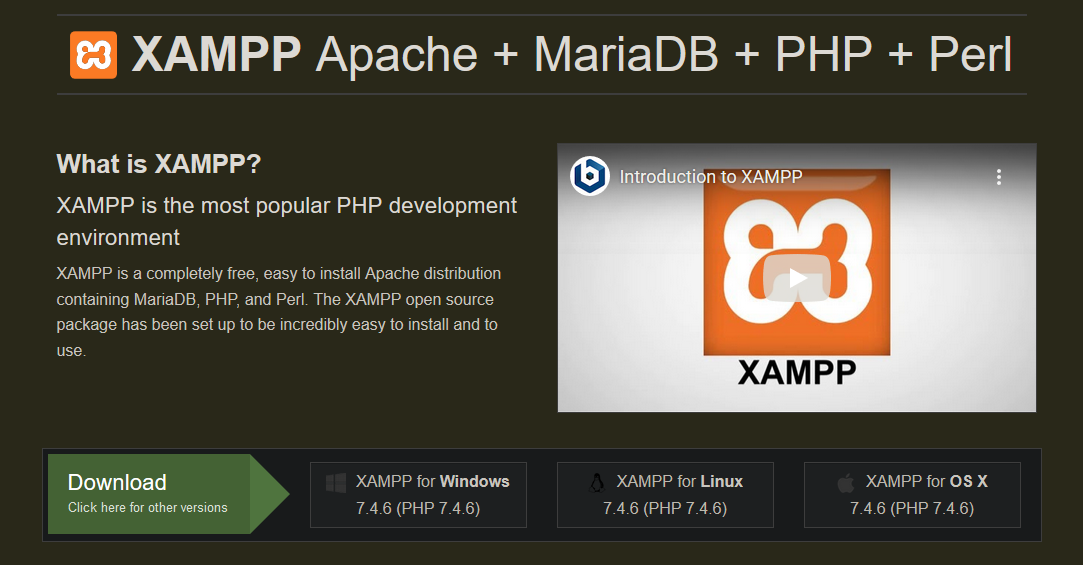 XAMPP Apache + MariaDB + PHP + Perl
What is XAMPP?
XAMPP is the most popular PHP development
environment
XAMPP is a completely free, easy to install Apache distribution
containing MariaDB, PHP, and Perl. The XAMPP open source
package has been set up to be incredibly easy to install and to
use.
Introduction to XAMPP
XAMPP
Download
Click here for other versions
XAMPP for Windows
7.4.6 (PHP 7.4.6)
XAMPP for Linux
7.4.6 (PHP 7.4.6)
XAMPP for OS X
7.4.6 (PHP 7.4.6)